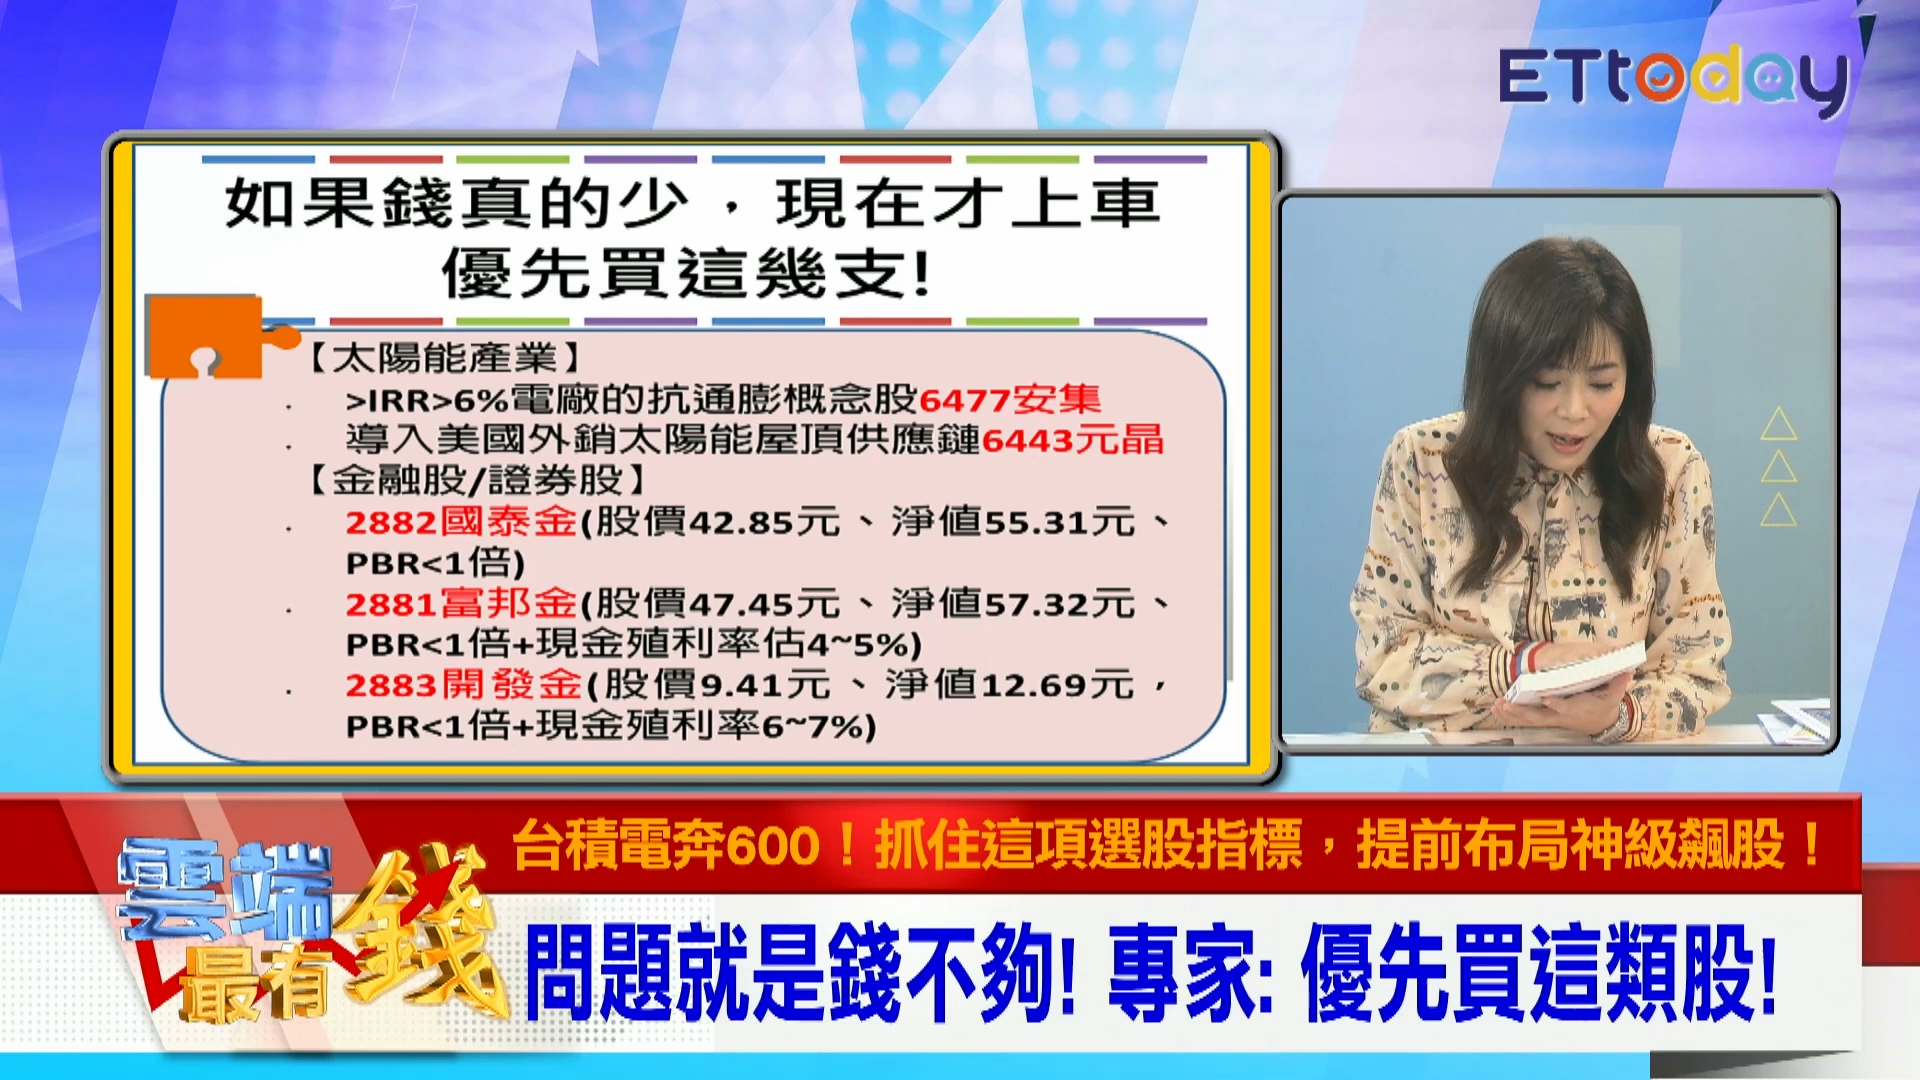 ETtoday
如果錢真的少，現在才上車
優先買這幾支!
【太陽能產業】
. >IRR>6%電廠的抗通膨概念股6477安集
. 導入美國外銷太陽能屋頂供應鏈6443元晶
【金融股/證券股】
. 2882國泰金(股價42.85元、淨值55.31元、
PBR<1倍)
. 2881富邦金(股價47.45元、淨值57.32元、
PBR<1倍+現金殖利率估4~5%)
. 2883開發金(股價9.41元、淨值12.69元，
PBR<1倍+現金殖利率6~7%)
台積電奔600！抓住這項選股指標，提前布局神級飆股！
雲端最有錢
問題就是錢不夠! 專家: 優先買這類股!